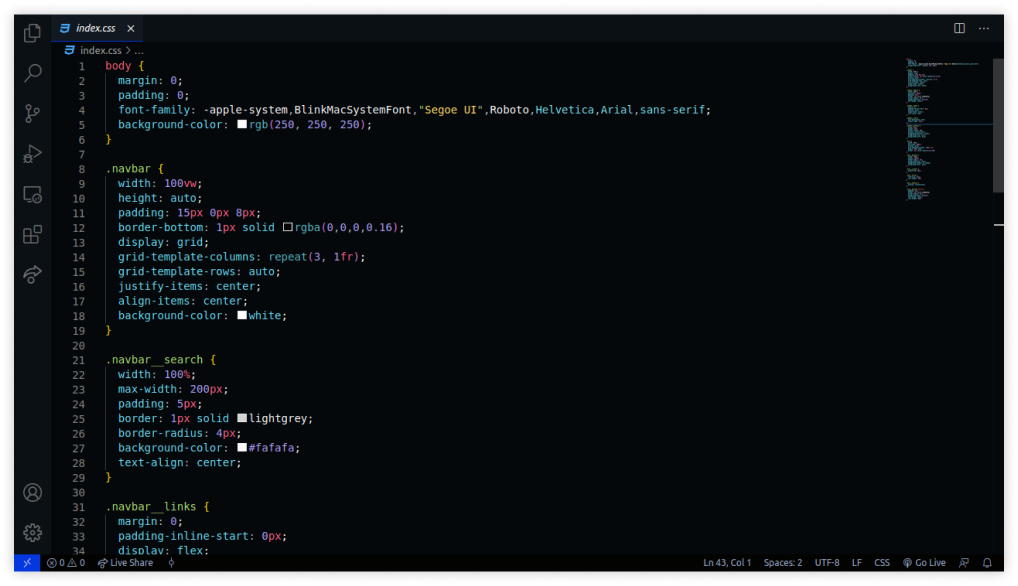 index.css
index.css > ...
1 body {
2 margin: 0;
3 padding: 0;
4 font-family: -apple-system,BlinkMacSystemFont,"Segoe UI",Roboto,Helvetica,Arial,sans-serif;
5 background-color: rgb(250, 250, 250);
6 }
7
8 .navbar {
9 width: 100vw;
10 height: auto;
11 padding: 15px 0px 8px;
12 border-bottom: 1px solid rgba(0,0,0,0.16);
13 display: grid;
14 grid-template-columns: repeat(3, 1fr);
15 grid-template-rows: auto;
16 justify-items: center;
17 align-items: center;
18 background-color: white;
19 }
20
21 .navbar__search {
22 width: 100%;
23 max-width: 200px;
24 padding: 5px;
25 border: 1px solid lightgrey;
26 border-radius: 4px;
27 background-color: #fafafa;
28 text-align: center;
29 }
30
31 .navbar__links {
32 margin: 0;
33 padding-inline-start: 0px;
34 display: flex;
0 0 Live Share Ln 43, Col 1 Spaces: 2 UTF-8 LF CSS Go Live